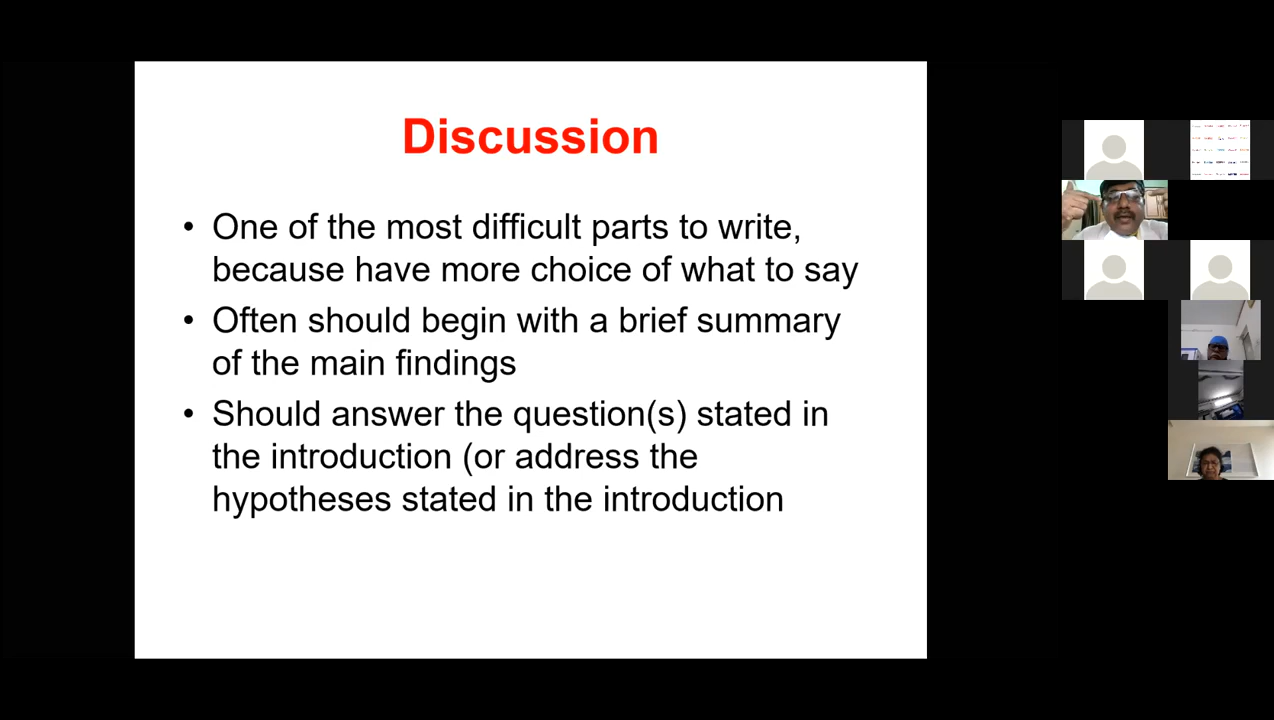 Discussion
• One of the most difficult parts to write,
because have more choice of what to say
• Often should begin with a brief summary
of the main findings
• Should answer the question(s) stated in
the introduction (or address the
hypotheses stated in the introduction